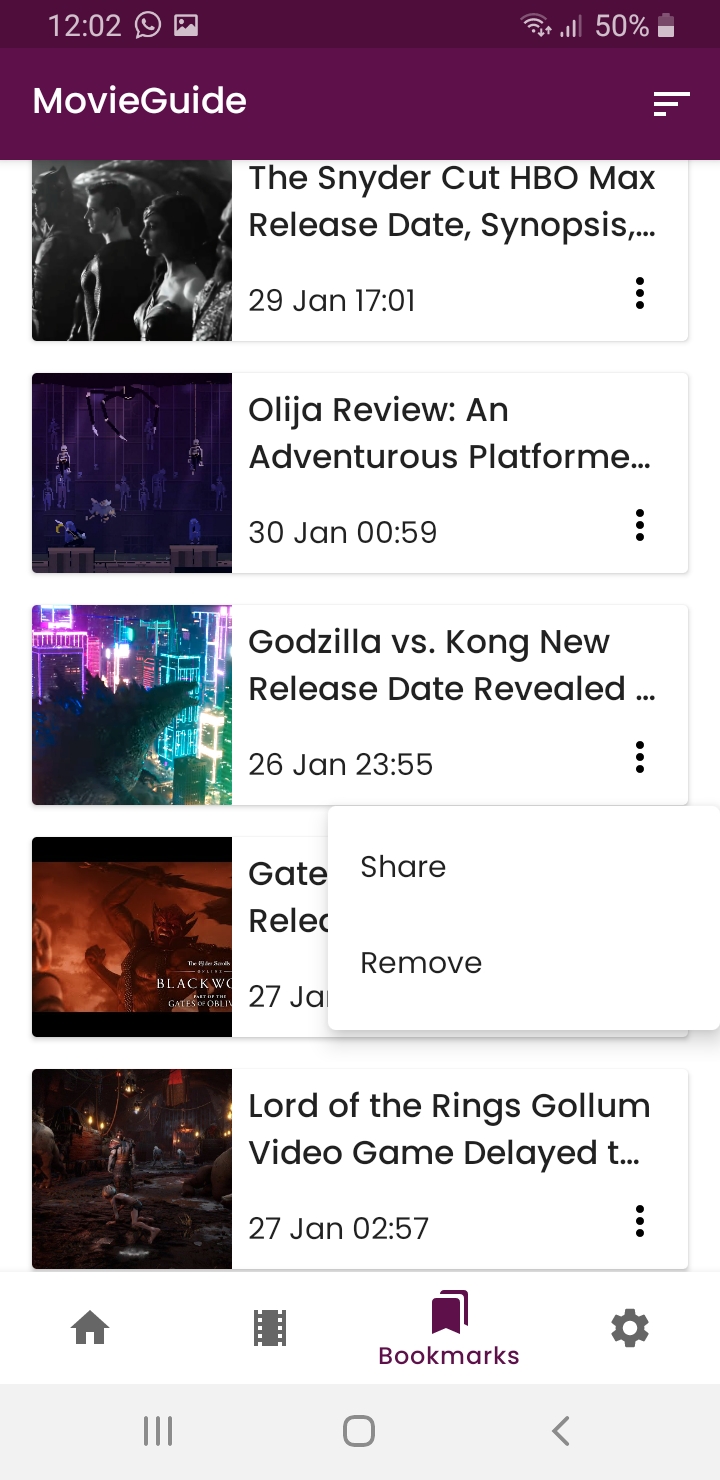 12:02 50%
MovieGuide
The Snyder Cut HBO Max
Release Date, Synopsis,...
29 Jan 17:01
Olija Review: An
Adventurous Platforme...
30 Jan 00:59
Godzilla vs. Kong New
Release Date Revealed ...
26 Jan 23:55
Share
Remove
Gate
Relea
27 Jan
The Elder Scrolls
ONLINE
BLACKWO
PART OF THE
GATES OF OBLIV
Lord of the Rings Gollum
Video Game Delayed t...
27 Jan 02:57
Bookmarks